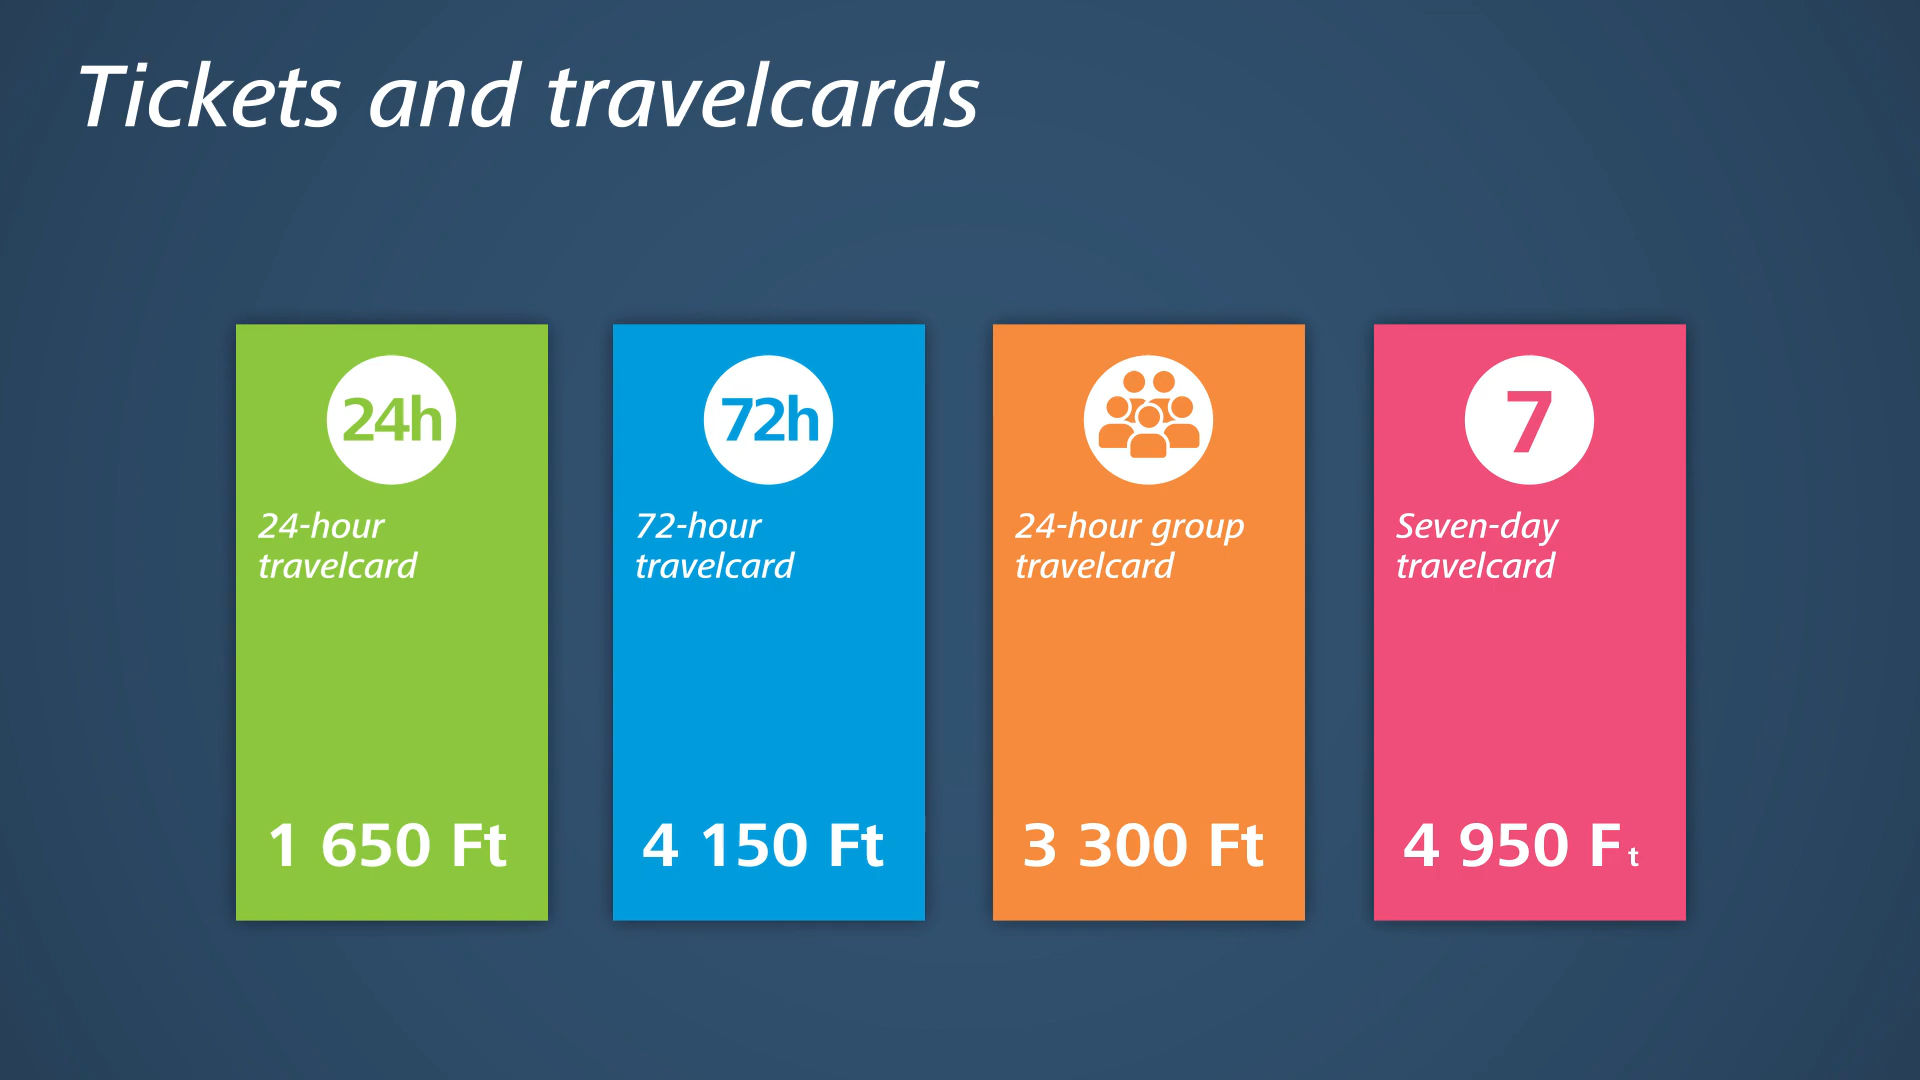 Tickets and travelcards
24h
24-hour
travelcard
1 650 Ft
72h
72-hour
travelcard
4 150 Ft
24-hour group
travelcard
3 300 Ft
7
Seven-day
travelcard
4 950 Ft